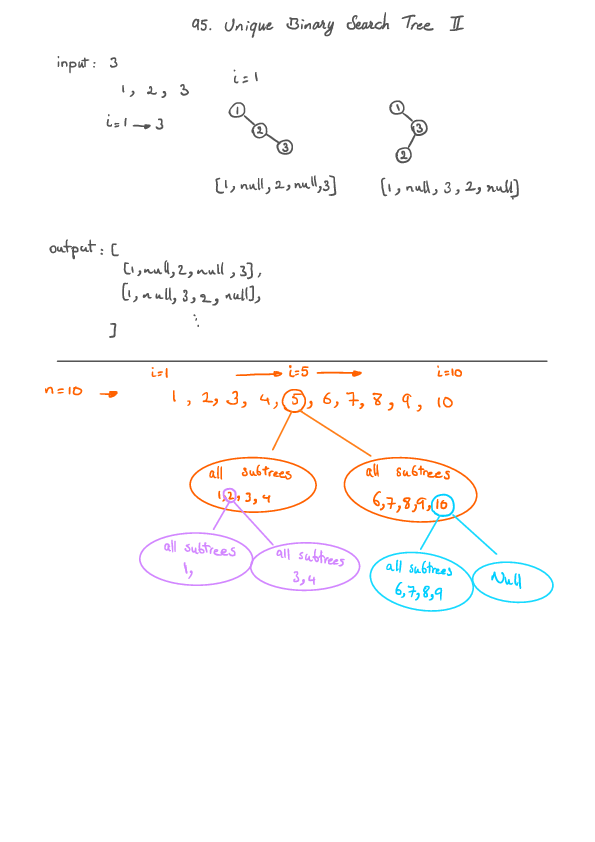 95. Unique Binary Search Tree II
input: 3
1, 2, 3
i=1 → 3
i=1
1
2
3
[1, null, 2, null, 3]
1
3
2
[1, null, 3, 2, null]
output: [
[1, null, 2, null, 3],
[1, null, 3, 2, null],
⋱
]
i=1 → i=5 → i=10
n=10 → 1, 2, 3, 4, 5, 6, 7, 8, 9, 10
all subtrees
1, 2, 3, 4
all subtrees
6, 7, 8, 9, 10
all subtrees
1,
all subtrees
3, 4
all subtrees
6, 7, 8, 9
Null